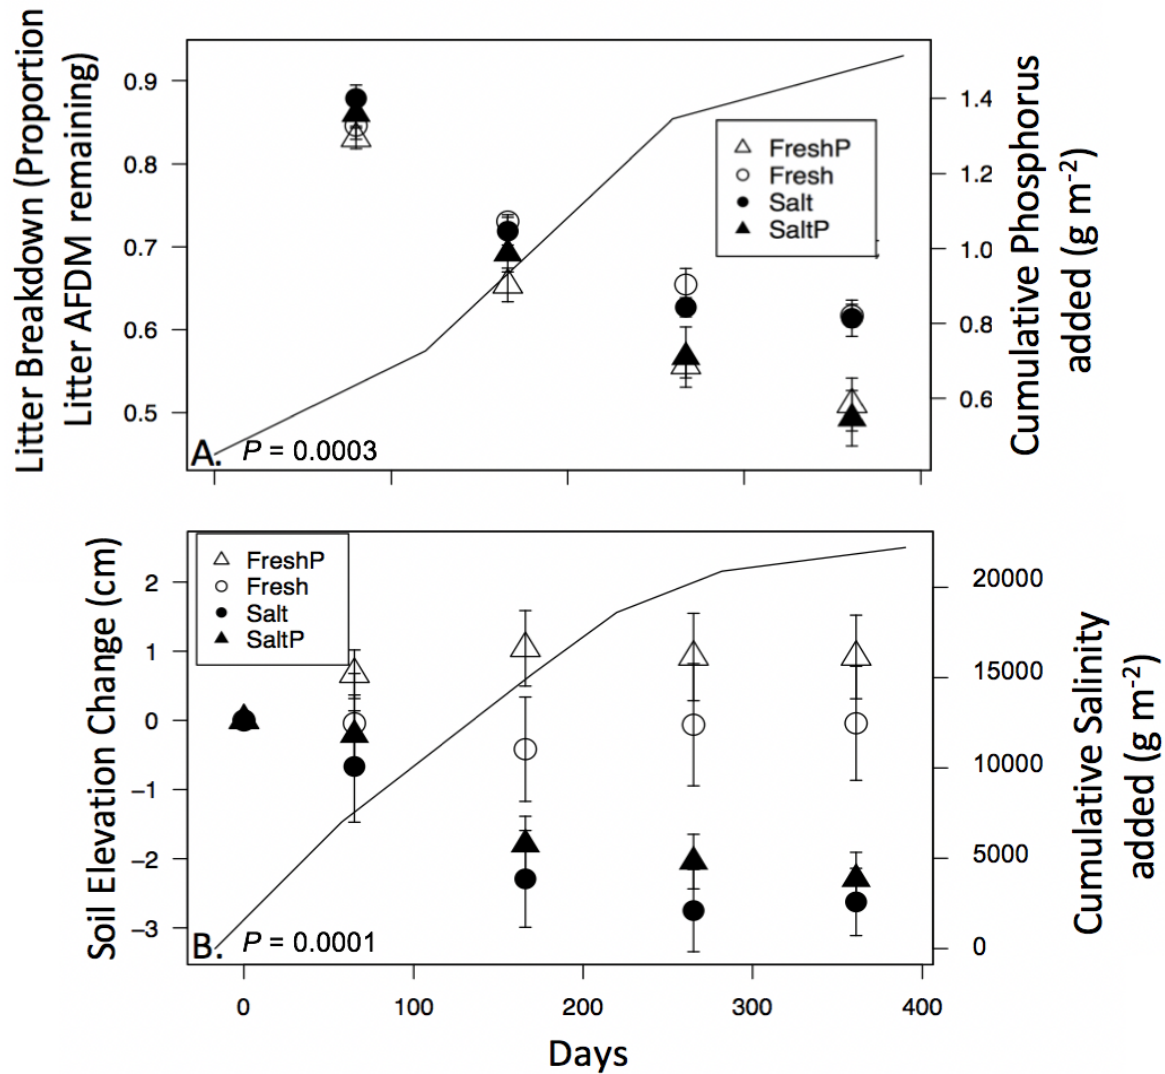 Litter Breakdown (Proportion
Litter AFDM remaining)
0.9
0.8
0.7
0.6
0.5
FreshP
Fresh
Salt
SaltP
1.4
1.2
1.0
0.8
0.6
Cumulative Phosphorus
added (g m⁻²)
A. P = 0.0003
Soil Elevation Change (cm)
2
1
0
−1
−2
−3
FreshP
Fresh
Salt
SaltP
20000
15000
10000
5000
0
Cumulative Salinity
added (g m⁻²)
B. P = 0.0001
0 100 200 300 400
Days